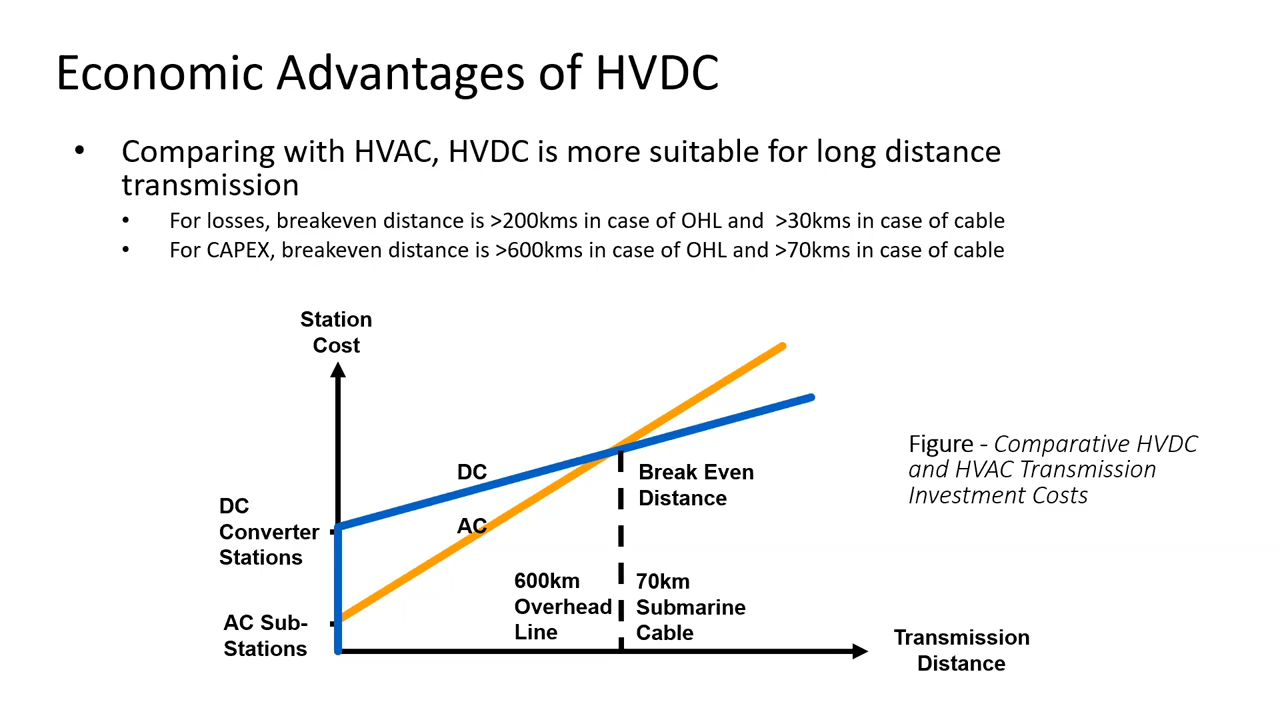 Economic Advantages of HVDC
• Comparing with HVAC, HVDC is more suitable for long distance
transmission
• For losses, breakeven distance is >200kms in case of OHL and >30kms in case of cable
• For CAPEX, breakeven distance is >600kms in case of OHL and >70kms in case of cable
Station
Cost
DC
AC
Break Even
Distance
DC
Converter
Stations
AC Sub-
Stations
600km
Overhead
Line
70km
Submarine
Cable
Transmission
Distance
Figure - Comparative HVDC
and HVAC Transmission
Investment Costs